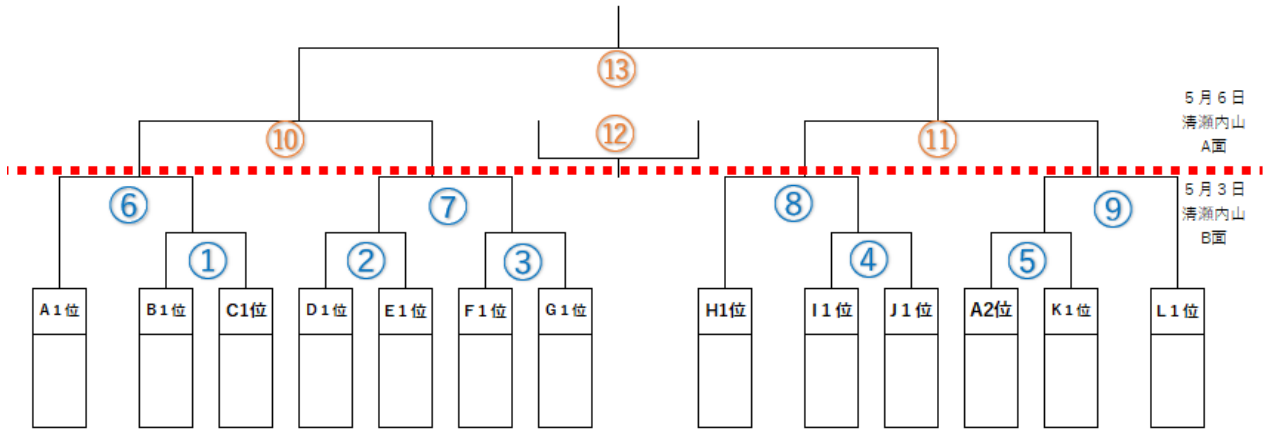 ⑬
５月６日
清瀬内山
A面
⑩
⑫
⑪
５月３日
清瀬内山
B面
⑥
⑦
⑧
⑨
①
②
③
④
⑤
A１位
B１位
C1位
D１位
E１位
F１位
G１位
H1位
I１位
J１位
A2位
K１位
L１位